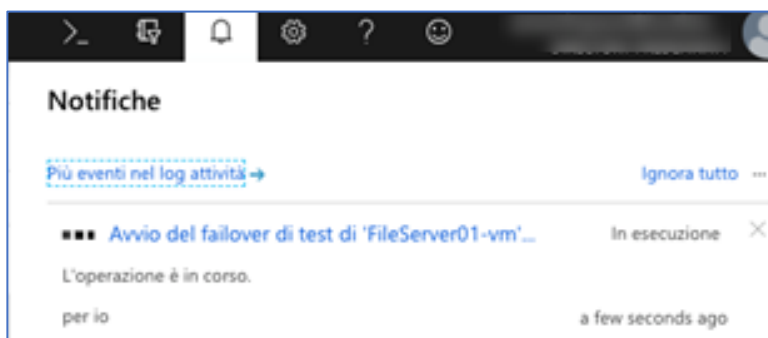 Notifiche
Più eventi nel log attività → Ignora tutto ...
Avvio del failover di test di 'FileServer01-vm'... In esecuzione
L'operazione è in corso.
per io a few seconds ago